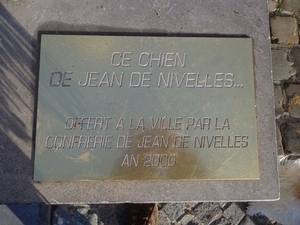 CE CHIEN
DE JEAN DE NIVELLES...
OFFERT A LA VILLE PAR LA
CONFRERIE DE JEAN DE NIVELLES
AN 2000